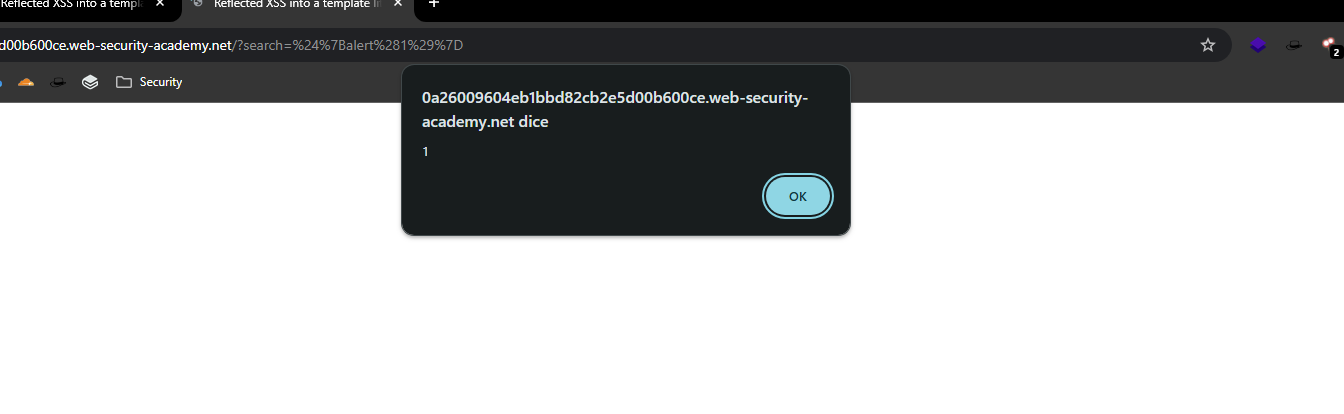 Reflected XSS into a templa
Reflected XSS into a template li
d00b600ce.web-security-academy.net/?search=%24%7Balert%281%29%7D
2
Security
0a26009604eb1bbd82cb2e5d00b600ce.web-security-
academy.net dice
1
OK